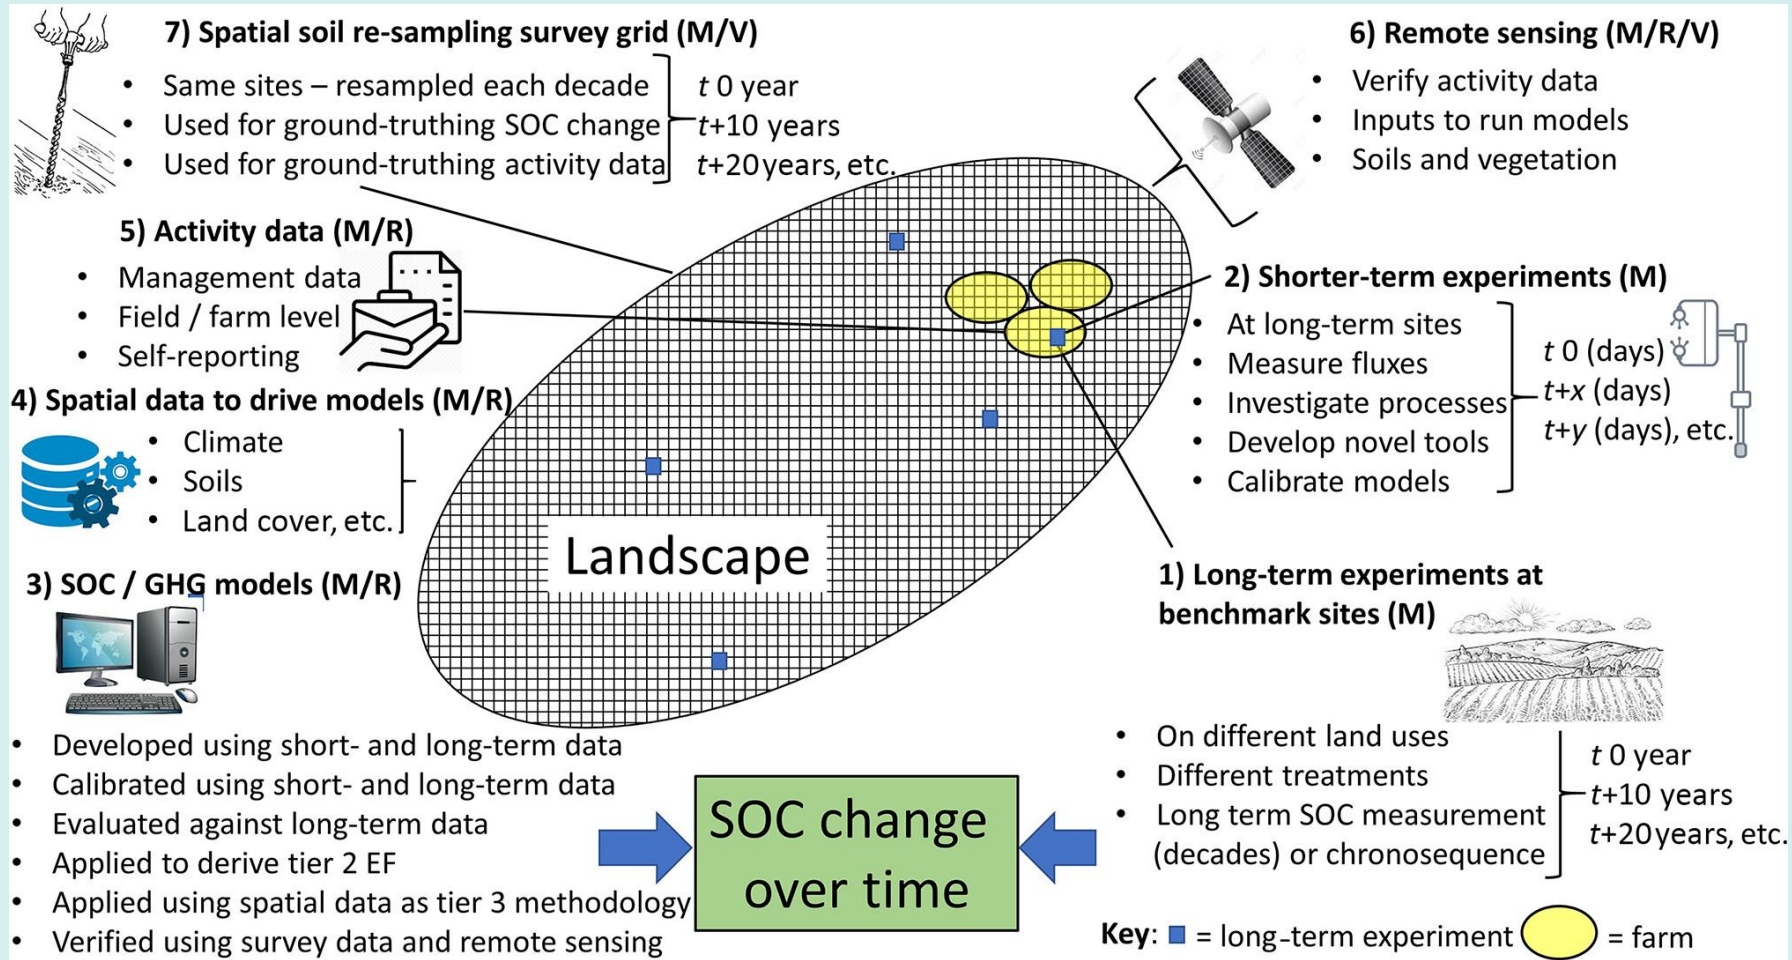 7) Spatial soil re-sampling survey grid (M/V)
• Same sites – resampled each decade
• Used for ground-truthing SOC change
• Used for ground-truthing activity data
t 0 year
t+10 years
t+20 years, etc.
6) Remote sensing (M/R/V)
• Verify activity data
• Inputs to run models
• Soils and vegetation
5) Activity data (M/R)
• Management data
• Field / farm level
• Self-reporting
2) Shorter-term experiments (M)
• At long-term sites
• Measure fluxes
• Investigate processes
• Develop novel tools
• Calibrate models
t 0 (days)
t+x (days)
t+y (days), etc.
4) Spatial data to drive models (M/R)
• Climate
• Soils
• Land cover, etc.
Landscape
3) SOC / GHG models (M/R)
• Developed using short- and long-term data
• Calibrated using short- and long-term data
• Evaluated against long-term data
• Applied to derive tier 2 EF
• Applied using spatial data as tier 3 methodology
• Verified using survey data and remote sensing
1) Long-term experiments at
benchmark sites (M)
• On different land uses
• Different treatments
• Long term SOC measurement
(decades) or chronosequence
t 0 year
t+10 years
t+20 years, etc.
SOC change
over time
Key: = long-term experiment = farm